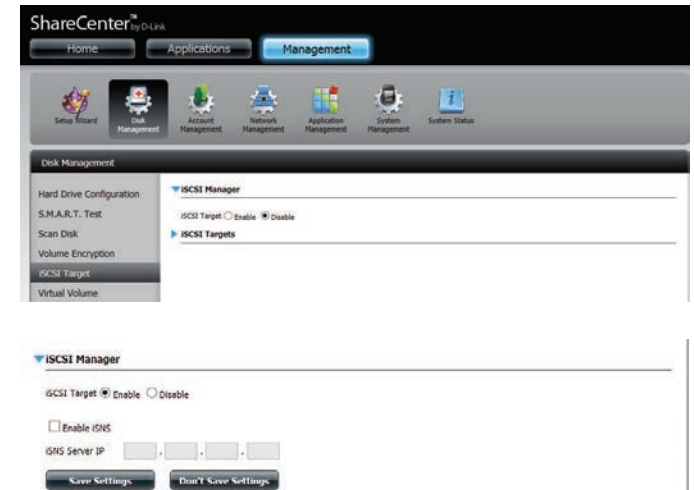 ShareCenter™ by D-Link
Home Applications Management
Setup Wizard Disk Management Account Management Network Management Application Management System Management System Status
Disk Management
Hard Drive Configuration
S.M.A.R.T. Test
Scan Disk
Volume Encryption
iSCSI Target
Virtual Volume
iSCSI Manager
iSCSI Target Enable Disable
iSCSI Targets
iSCSI Manager
iSCSI Target Enable Disable
Enable iSNS
iSNS Server IP . . .
Save Settings Don't Save Settings